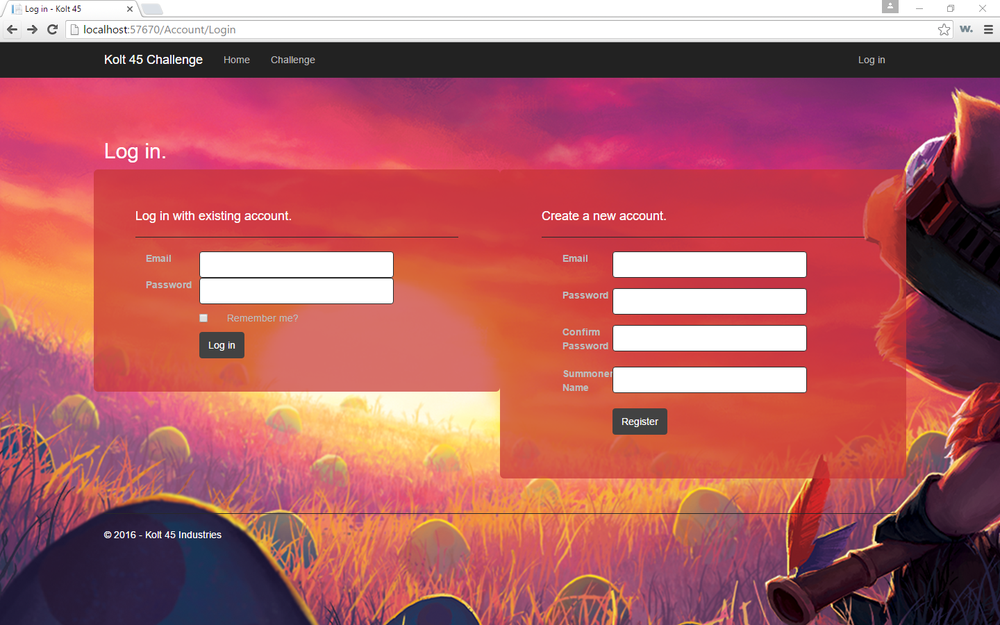 Log in - Kolt 45
localhost:57670/Account/Login
w.
Kolt 45 Challenge Home Challenge Log in
Log in.
Log in with existing account.
Email
Password
Remember me?
Log in
Create a new account.
Email
Password
Confirm
Password
Summoner
Name
Register
© 2016 - Kolt 45 Industries